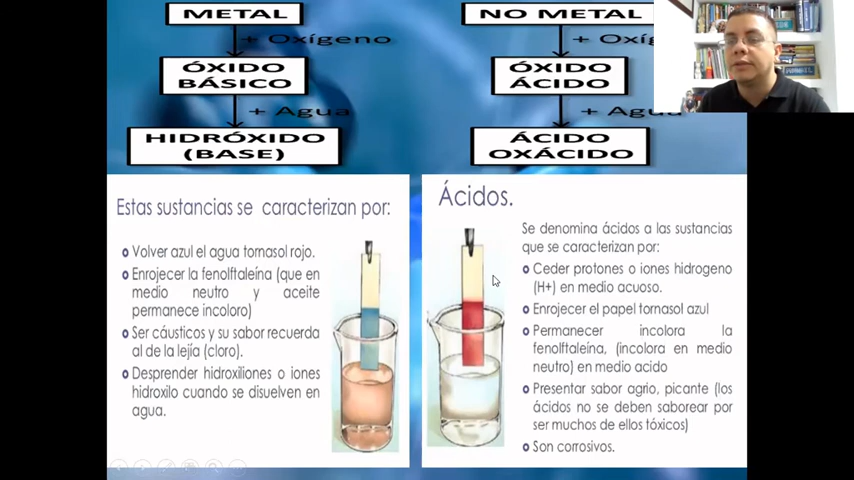 METAL
+ Oxígeno
ÓXIDO
BÁSICO
+ Agua
HIDRÓXIDO
(BASE)
NO METAL
+ Oxíg
ÓXIDO
ÁCIDO
+ Agua
ÁCIDO
OXÁCIDO
Estas sustancias se caracterizan por:
Volver azul el agua tornasol rojo.
Enrojecer la fenolftaleína (que en
medio neutro y aceite
permanece incoloro)
Ser cáusticos y su sabor recuerda
al de la lejía (cloro).
Desprender hidroxiliones o iones
hidroxilo cuando se disuelven en
agua.
Ácidos.
Se denomina ácidos a las sustancias
que se caracterizan por:
Ceder protones o iones hidrogeno
(H+) en medio acuoso.
Enrojecer el papel tornasol azul
Permanecer incolora la
fenolftaleína, (incolora en medio
neutro) en medio acido
Presentar sabor agrio, picante (los
ácidos no se deben saborear por
ser muchos de ellos tóxicos)
Son corrosivos.